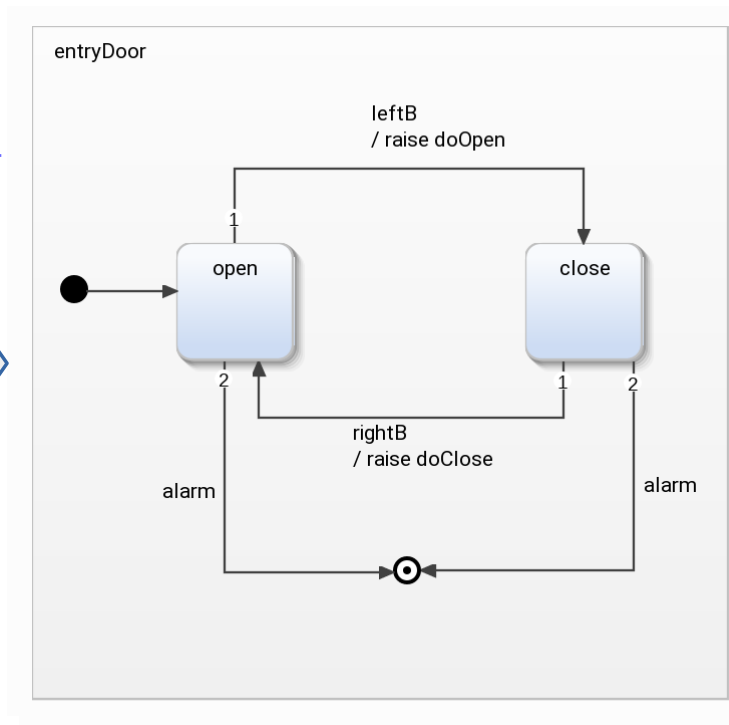 entryDoor
leftB
/ raise doOpen
1
open
close
2
1
2
rightB
/ raise doClose
alarm
alarm